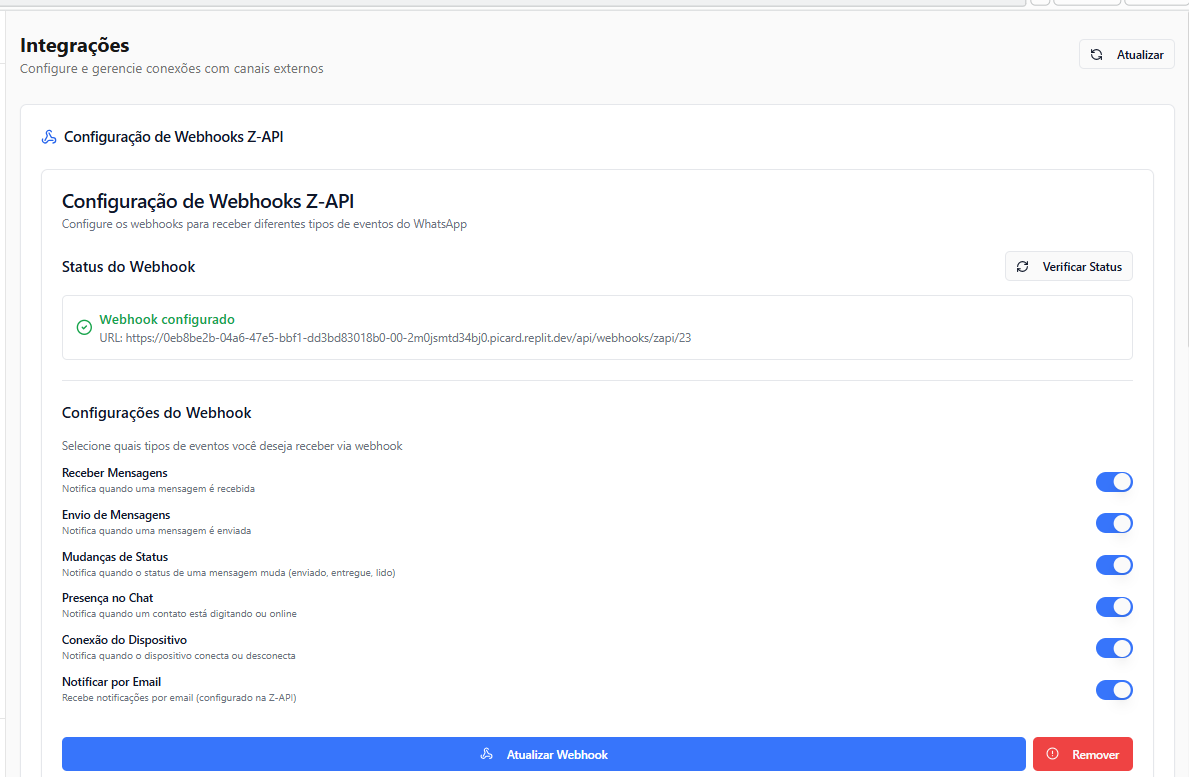 Integrações
Configure e gerencie conexões com canais externos
Atualizar
Configuração de Webhooks Z-API
Configuração de Webhooks Z-API
Configure os webhooks para receber diferentes tipos de eventos do WhatsApp
Status do Webhook
Verificar Status
Webhook configurado
URL: https://0eb8be2b-04a6-47e5-bbf1-dd3bd83018b0-00-2m0jsmtd34bj0.picard.replit.dev/api/webhooks/zapi/23
Configurações do Webhook
Selecione quais tipos de eventos você deseja receber via webhook
Receber Mensagens
Notifica quando uma mensagem é recebida
Envio de Mensagens
Notifica quando uma mensagem é enviada
Mudanças de Status
Notifica quando o status de uma mensagem muda (enviado, entregue, lido)
Presença no Chat
Notifica quando um contato está digitando ou online
Conexão do Dispositivo
Notifica quando o dispositivo conecta ou desconecta
Notificar por Email
Recebe notificações por email (configurado na Z-API)
Atualizar Webhook
Remover